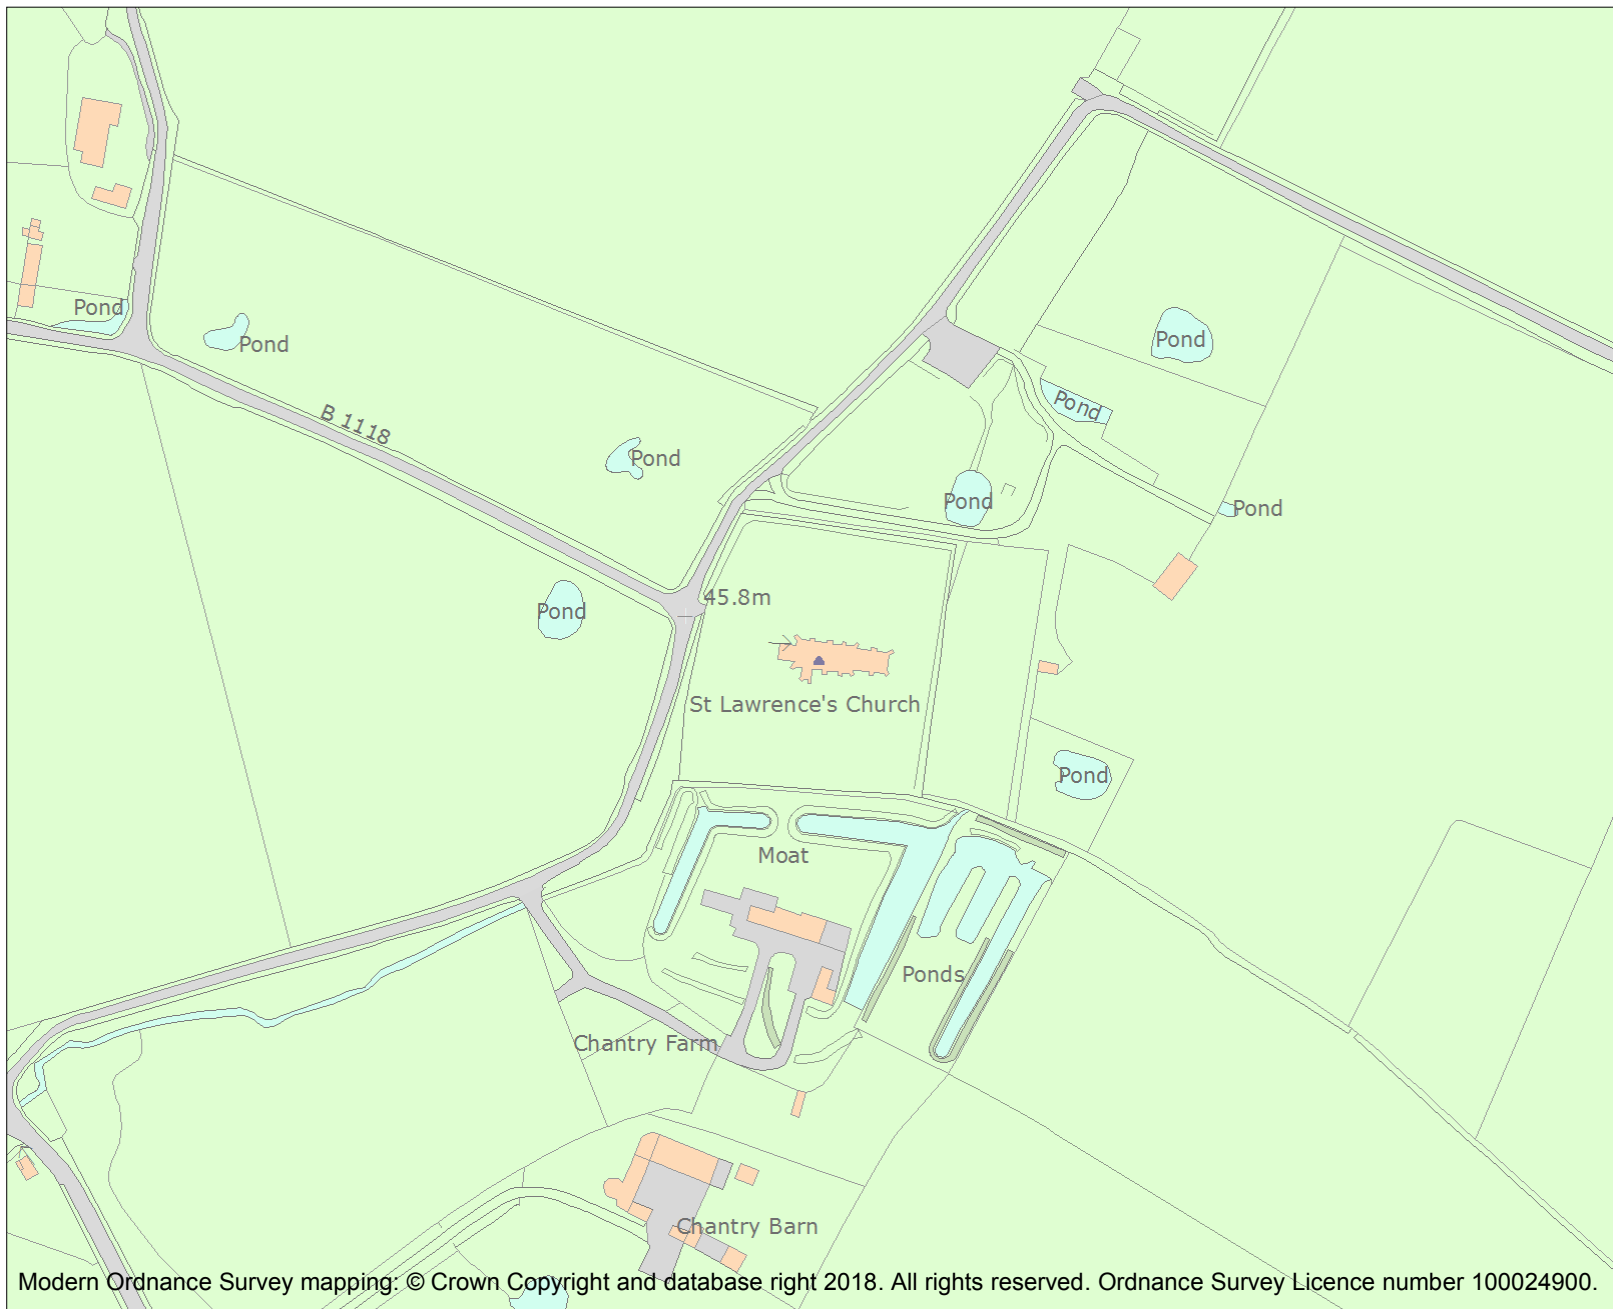 Pond
Pond
Pond
Pond
B 1118
Pond
Pond
Pond
Pond
45.8m
Pond
St Lawrence's Church
Pond
Moat
Ponds
Chantry Farm
Chantry Barn
Modern Ordnance Survey mapping: © Crown Copyright and database right 2018. All rights reserved. Ordnance Survey Licence number 100024900.